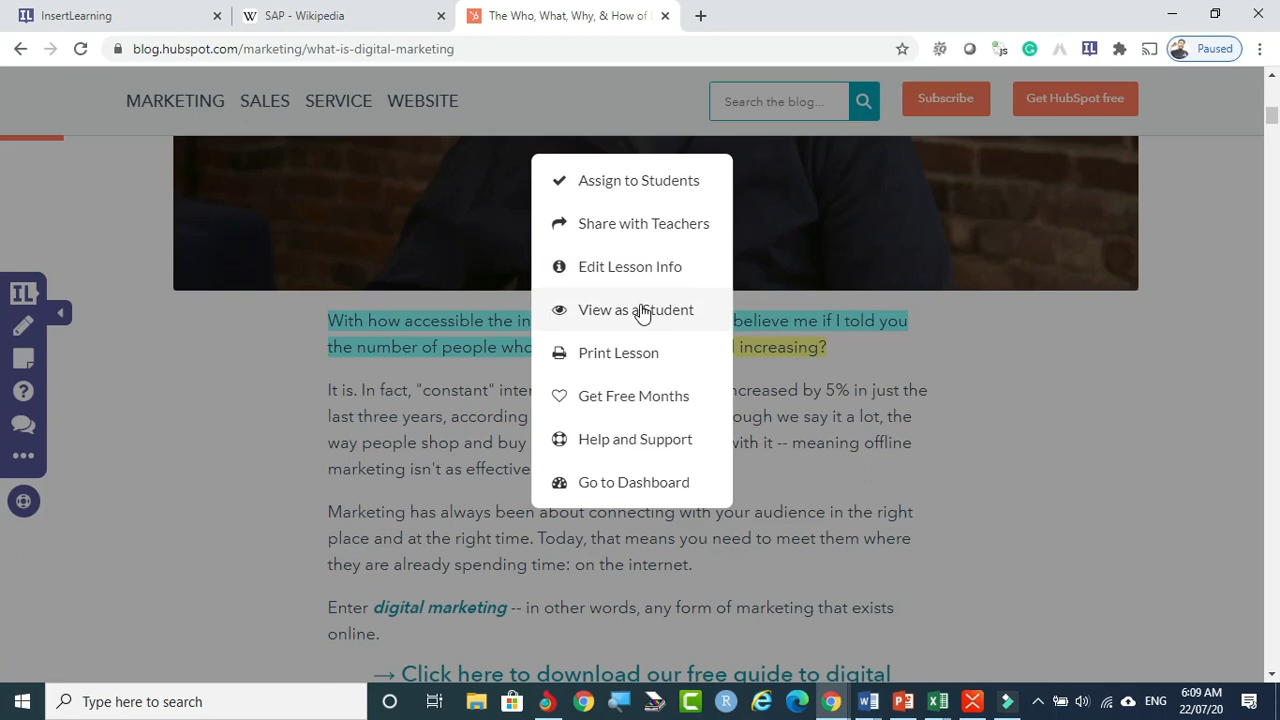 InsertLearning
SAP - Wikipedia
The Who, What, Why, & How of
blog.hubspot.com/marketing/what-is-digital-marketing
Paused
MARKETING SALES SERVICE WEBSITE
Search the blog...
Subscribe
Get HubSpot free
Assign to Students
Share with Teachers
Edit Lesson Info
View as a Student
Print Lesson
Get Free Months
Help and Support
Go to Dashboard
IL
With how accessible the in believe me if I told you
the number of people who increasing?
It is. In fact, "constant" inter increased by 5% in just the
last three years, according ough we say it a lot, the
way people shop and buy with it -- meaning offline
marketing isn't as effective
Marketing has always been about connecting with your audience in the right
place and at the right time. Today, that means you need to meet them where
they are already spending time: on the internet.
Enter digital marketing -- in other words, any form of marketing that exists
online.
→ Click here to download our free guide to digital
Type here to search
ENG
6:09 AM
22/07/20